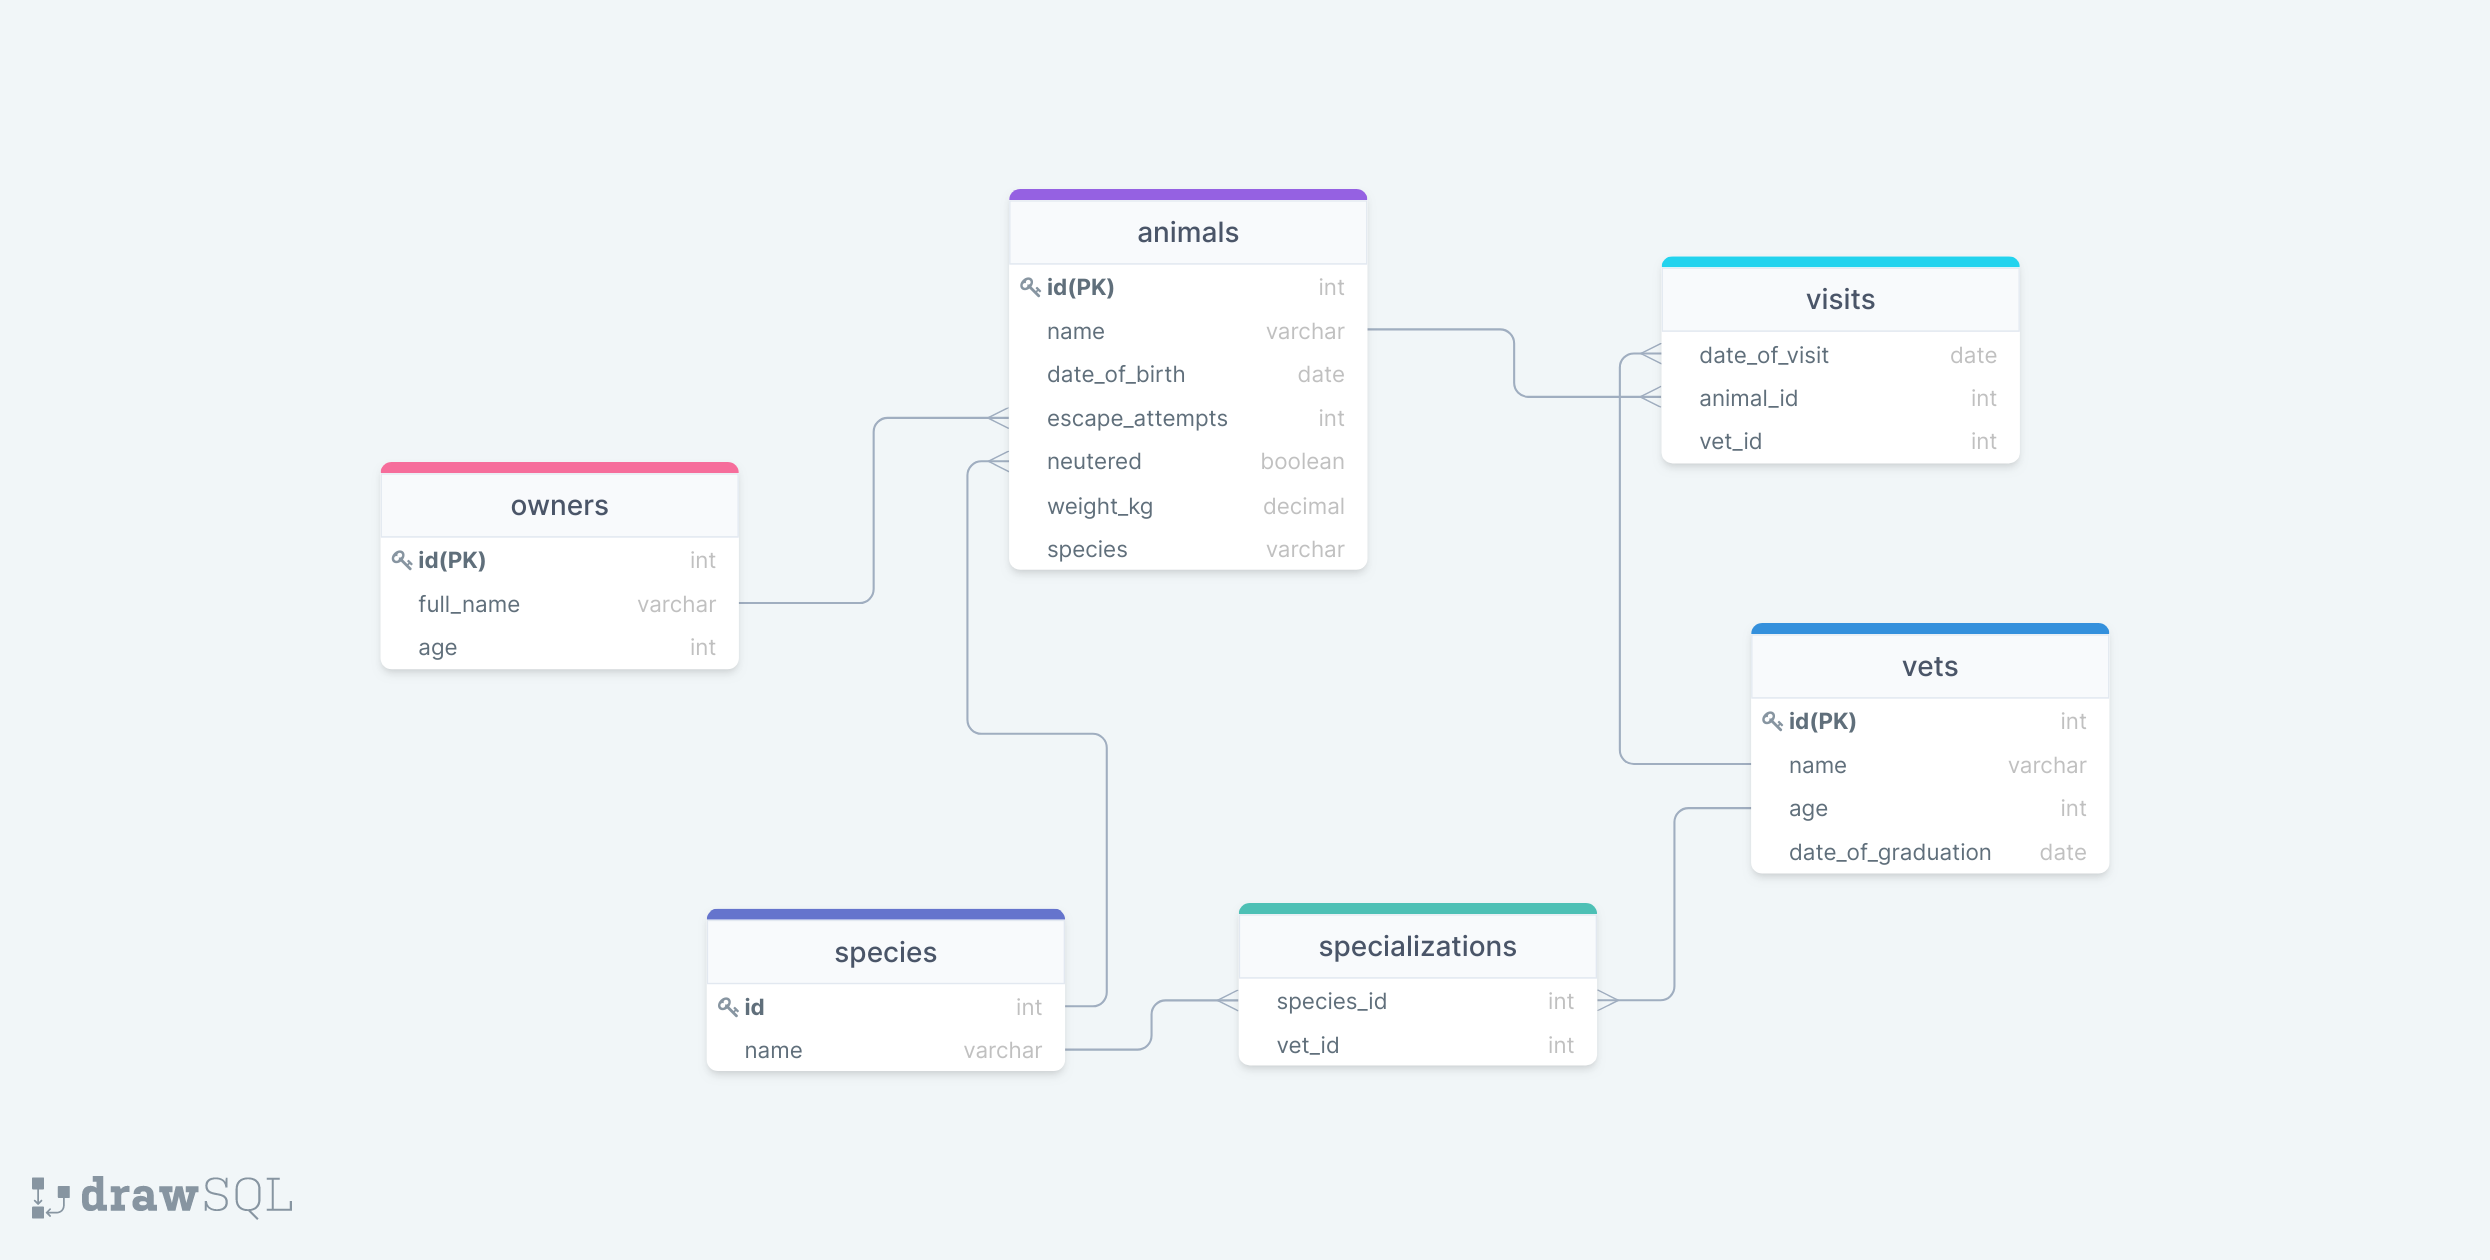 animals
id(PK) int
name varchar
date_of_birth date
escape_attempts int
neutered boolean
weight_kg decimal
species varchar
visits
date_of_visit date
animal_id int
vet_id int
owners
id(PK) int
full_name varchar
age int
vets
id(PK) int
name varchar
age int
date_of_graduation date
species
id int
name varchar
specializations
species_id int
vet_id int
drawSQL